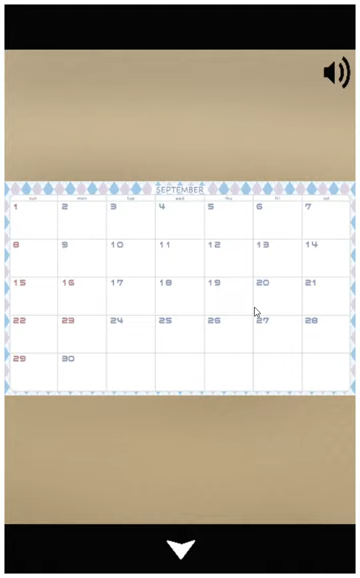 SEPTEMBER
sun mon tue wed thu fri sat
1 2 3 4 5 6 7
8 9 10 11 12 13 14
15 16 17 18 19 20 21
22 23 24 25 26 27 28
29 30